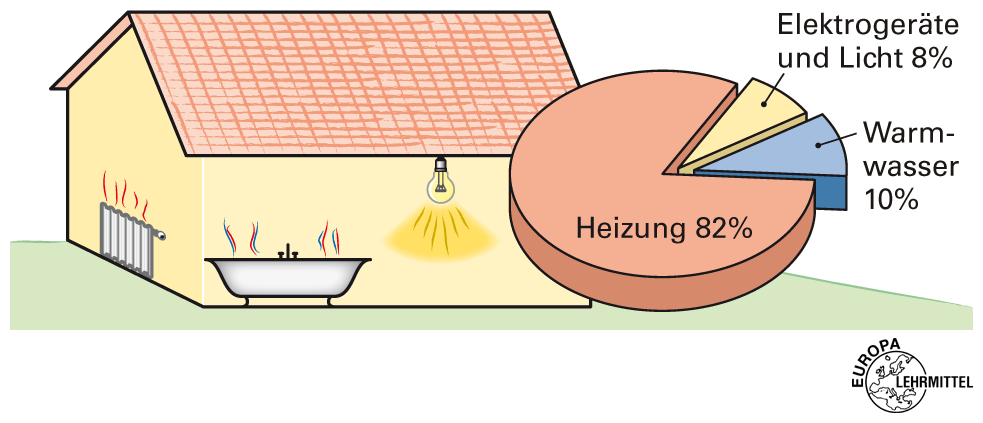 Elektrogeräte
und Licht 8%
Warm-
wasser
10%
Heizung 82%
EUROPA
LEHRMITTEL